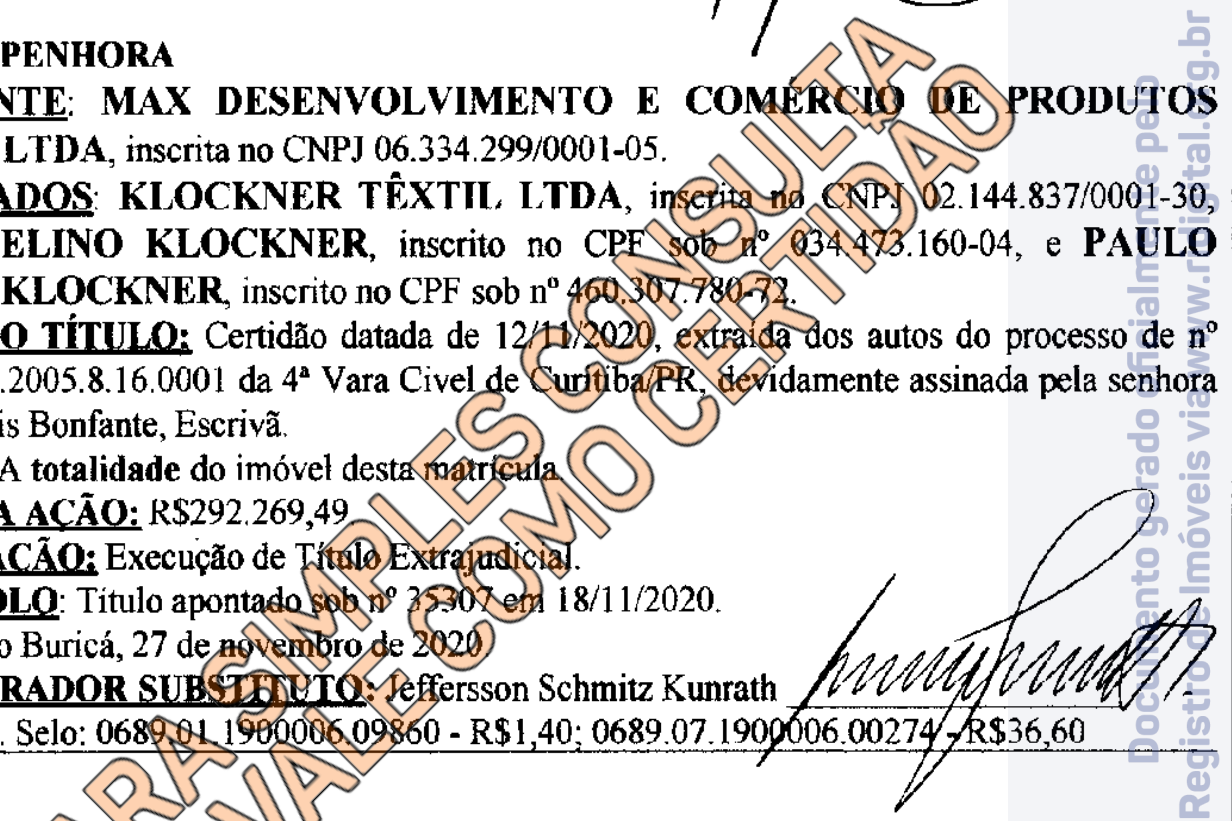 PENHORA
NTE: MAX DESENVOLVIMENTO E COMÉRCIO DE PRODUTOS
LTDA, inscrita no CNPJ 06.334.299/0001-05.
ADOS: KLOCKNER TÊXTIL LTDA, inscrita no CNPJ 02.144.837/0001-30,
ELINO KLOCKNER, inscrito no CPF sob nº 034.473.160-04, e PAULO
KLOCKNER, inscrito no CPF sob nº 460.307.780-72.
O TÍTULO: Certidão datada de 12/11/2020, extraída dos autos do processo de nº
.2005.8.16.0001 da 4ª Vara Civel de Curitiba/PR, devidamente assinada pela senhora
is Bonfante, Escrivã.
A totalidade do imóvel desta matrícula.
A AÇÃO: R$292.269,49.
AÇÃO: Execução de Título Extrajudicial.
OLO: Título apontado sob nº 35307 em 18/11/2020.
o Buricá, 27 de novembro de 2020
RADOR SUBSTITUTO: Jeffersson Schmitz Kunrath
. Selo: 0689.01.1900006.09860 - R$1,40; 0689.07.1900006.00274 - R$36,60
ARA SIMPLES CONSULTA
VALE COMO CERTIDÃO
Documento gerado oficialmente pelo
Registro de Imóveis via www.ridigital.org.br